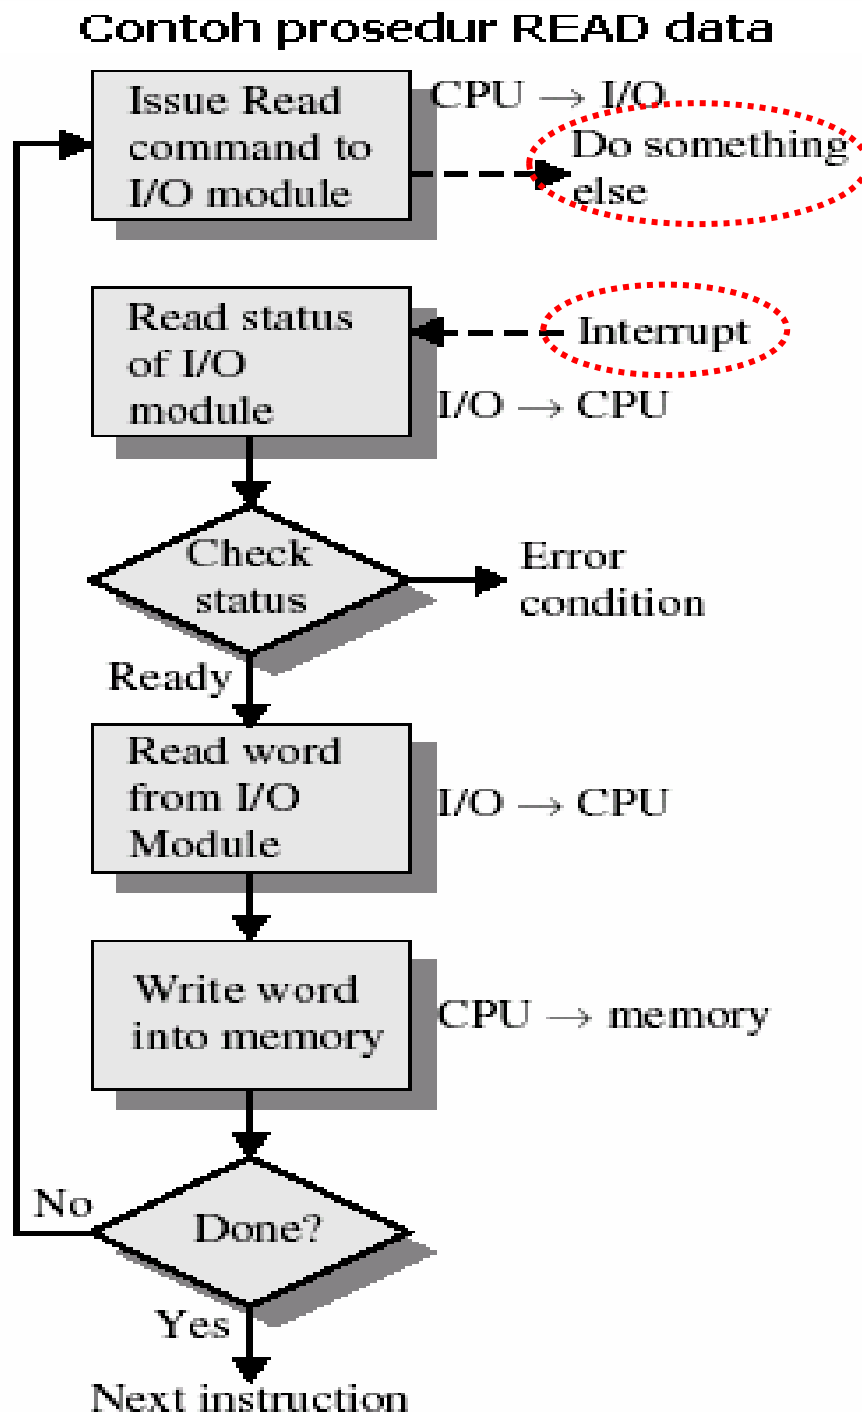 Contoh prosedur READ data
Issue Read
command to
I/O module
CPU → I/O
Do something
else
Read status
of I/O
module
Interrupt
I/O → CPU
Check
status
Error
condition
Ready
Read word
from I/O
Module
I/O → CPU
Write word
into memory
CPU → memory
No
Done?
Yes
Next instruction